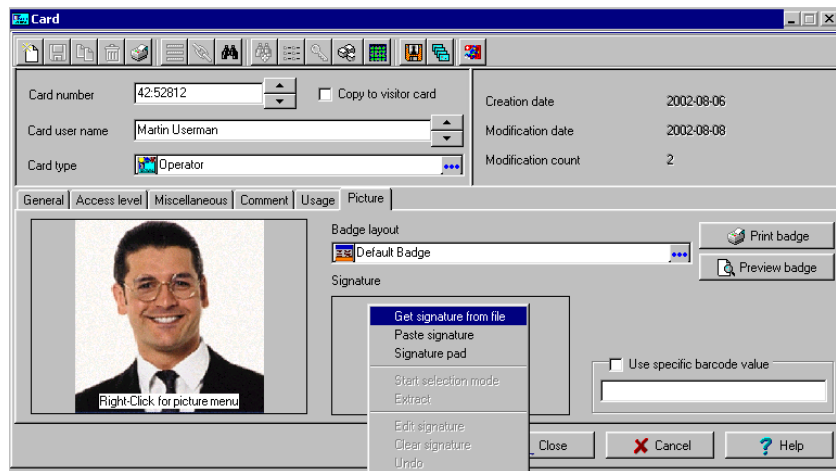 Card
Card number
42:52812
Copy to visitor card
Creation date
2002-08-06
Card user name
Martin Userman
Modification date
2002-08-08
Card type
Operator
Modification count
2
General
Access level
Miscellaneous
Comment
Usage
Picture
Badge layout
Default Badge
Print badge
Preview badge
Signature
Get signature from file
Paste signature
Signature pad
Start selection mode
Extract
Edit signature
Clear signature
Undo
Use specific barcode value
Right-Click for picture menu
Close
Cancel
Help